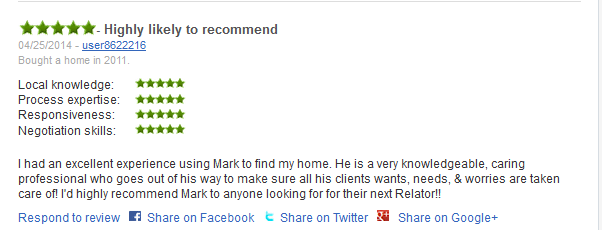 - Highly likely to recommend
04/25/2014 - user8622216
Bought a home in 2011.
Local knowledge:
Process expertise:
Responsiveness:
Negotiation skills:
I had an excellent experience using Mark to find my home. He is a very knowledgeable, caring
professional who goes out of his way to make sure all his clients wants, needs, & worries are taken
care of! I'd highly recommend Mark to anyone looking for for their next Relator!!
Respond to review f Share on Facebook t Share on Twitter g+ Share on Google+